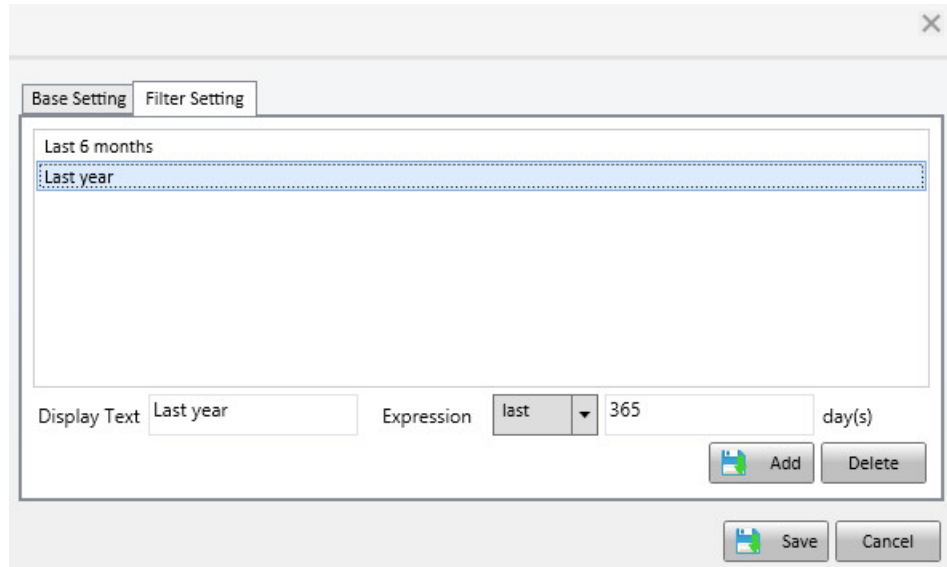 Base Setting Filter Setting
Last 6 months
Last year
Display Text Last year Expression last 365 day(s)
Add Delete
Save Cancel